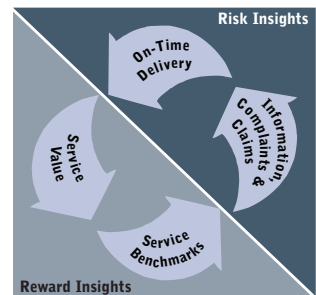 Risk Insights
On-Time
Delivery
Information,
Complaints &
Claims
Service
Value
Service
Benchmarks
Reward Insights